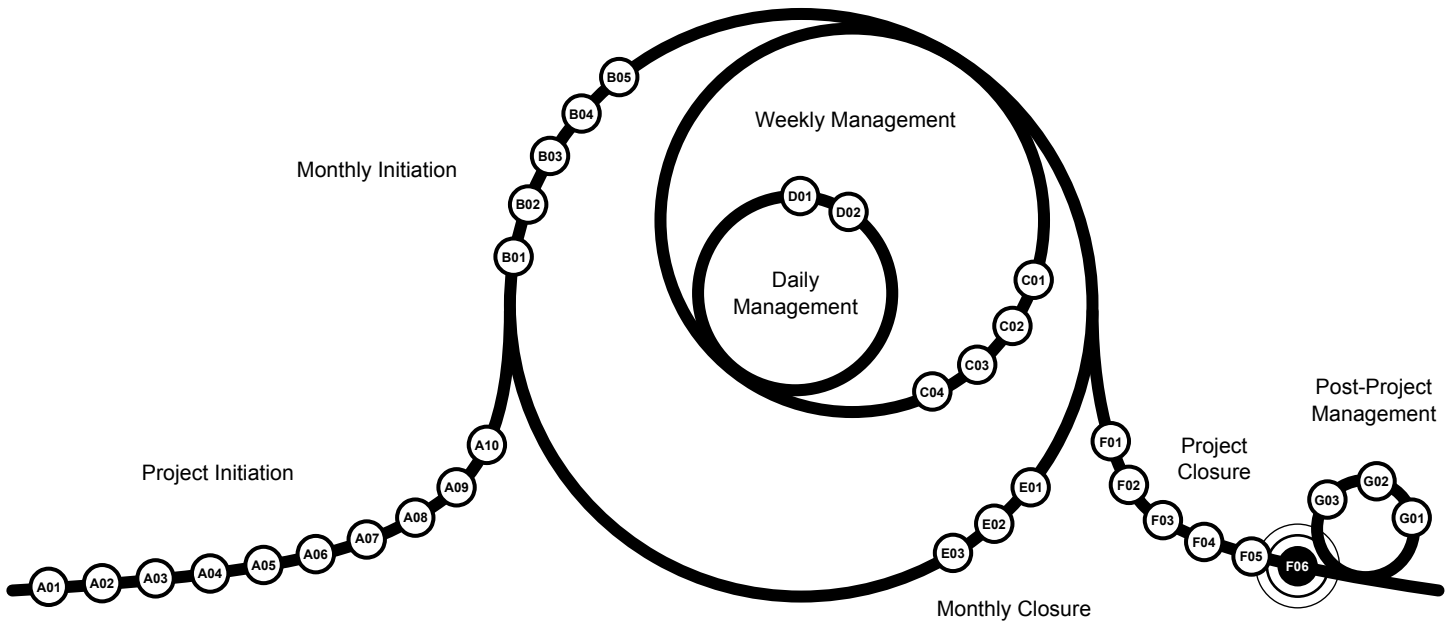 Project Initiation
A01
A02
A03
A04
A05
A06
A07
A08
A09
A10
Monthly Initiation
B01
B02
B03
B04
B05
Weekly Management
C01
C02
C03
C04
Daily
Management
D01
D02
Monthly Closure
E01
E02
E03
Project
Closure
F01
F02
F03
F04
F05
F06
Post-Project
Management
G01
G02
G03